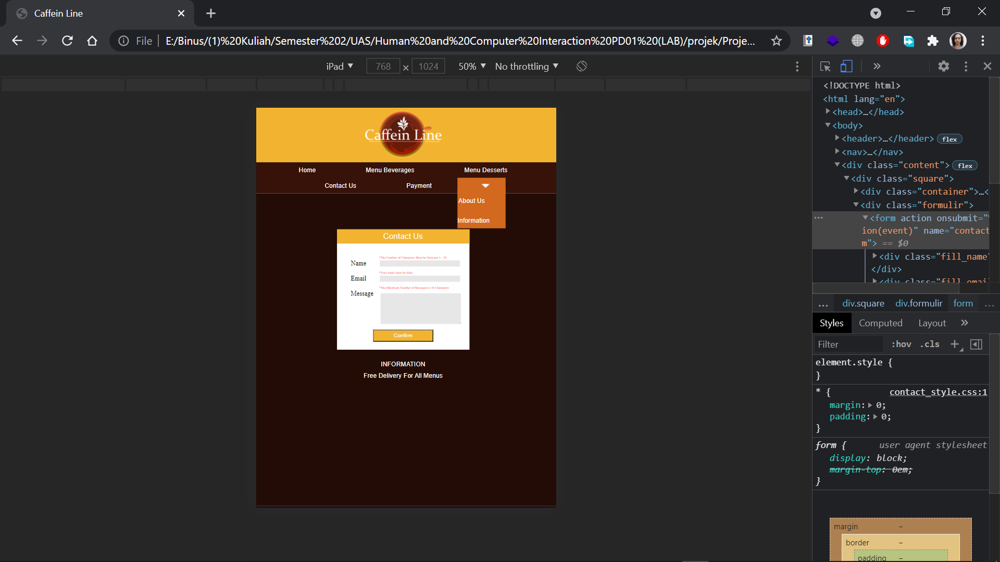 Caffein Line
File
E:/Binus/(1)%20Kuliah/Semester%202/UAS/Human%20and%20Computer%20Interaction%20PD01%20(LAB)/projek/Proje...
iPad
768
1024
50%
No throttling
Caffein Line
Home
Menu Beverages
Menu Desserts
Contact Us
Payment
About Us
Information
Contact Us
*The Number of Characters Must be Between 1 - 20
Name
*Your email must be filed
Email
*The Minimum Number of Messages is 10 Characters
Message
Confirm
INFORMATION
Free Delivery For All Menus
<!DOCTYPE html>
<html lang="en">
<head>…</head>
<body>
<header>…</header> flex
<nav>…</nav>
<div class="content"> flex
<div class="square">
<div class="container">…<
<div class="formulir">
<form action onsubmit="
ion(event)" name="contact
m"> == $0
<div class="fill_name
</div>
<div class="fill_email
... div.square div.formulir form ...
Styles Computed Layout
Filter :hov .cls
element.style {
}
* { contact_style.css:1
margin: 0;
padding: 0;
}
form { user agent stylesheet
display: block;
margin-top: 0em;
}
margin –
border –
padding –